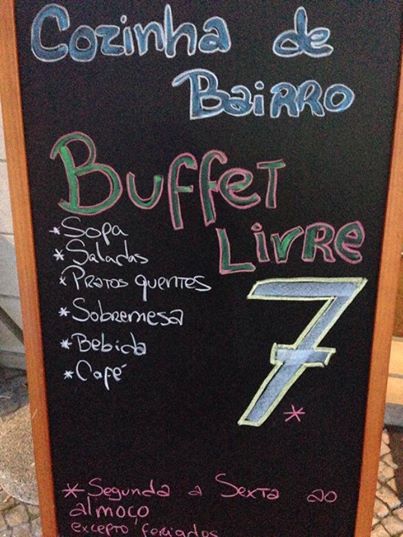 Cozinha de
BAIRRO
BUFFET
LIVRE
* Sopa
* Saladas
* Pratos quentes
* Sobremesa
* Bebida
* Café
7
*
* Segunda a Sexta ao
almoço
excepto feriados